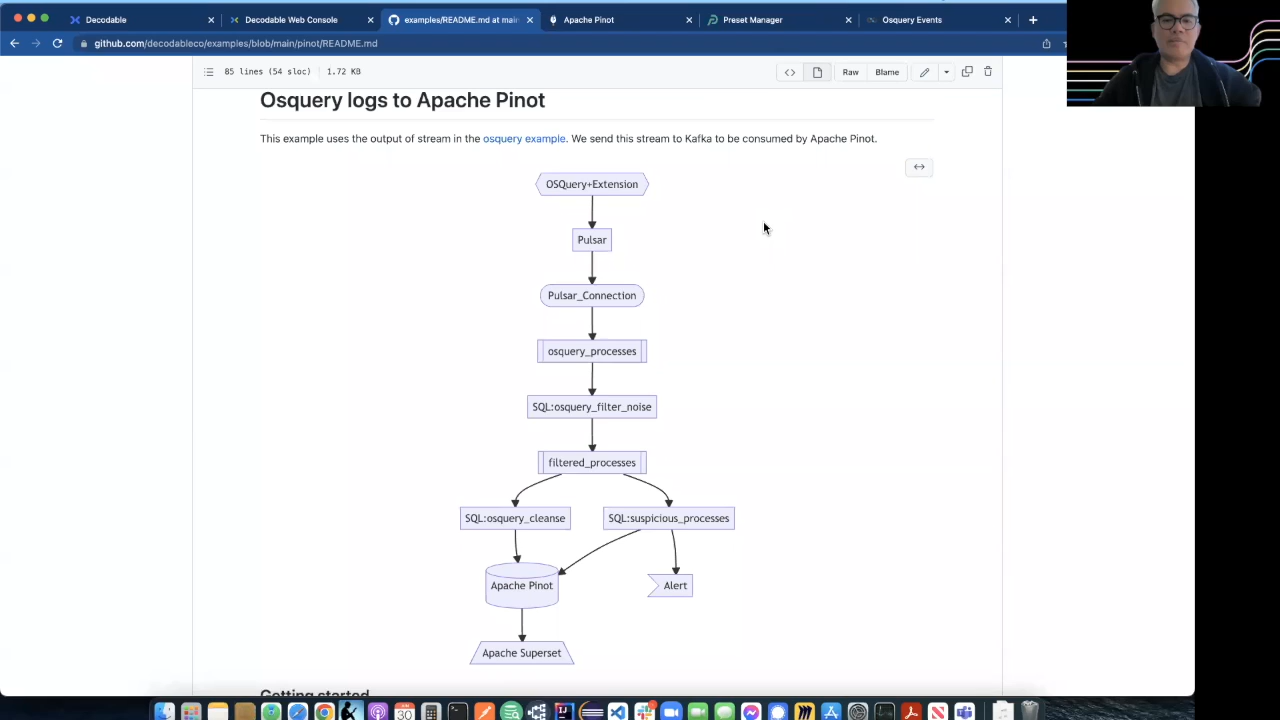 Decodable
Decodable Web Console
examples/README.md at main
Apache Pinot
Preset Manager
Osquery Events
github.com/decodableco/examples/blob/main/pinot/README.md
85 lines (54 sloc) 1.72 KB
Raw
Blame
Osquery logs to Apache Pinot
This example uses the output of stream in the osquery example. We send this stream to Kafka to be consumed by Apache Pinot.
OSQuery+Extension
Pulsar
Pulsar_Connection
osquery_processes
SQL:osquery_filter_noise
filtered_processes
SQL:osquery_cleanse
SQL:suspicious_processes
Apache Pinot
Alert
Apache Superset
Getting started
30